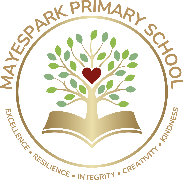 MAYESPARK PRIMARY SCHOOL
EXCELLENCE • RESILIENCE • INTEGRITY • CREATIVITY • KINDNESS